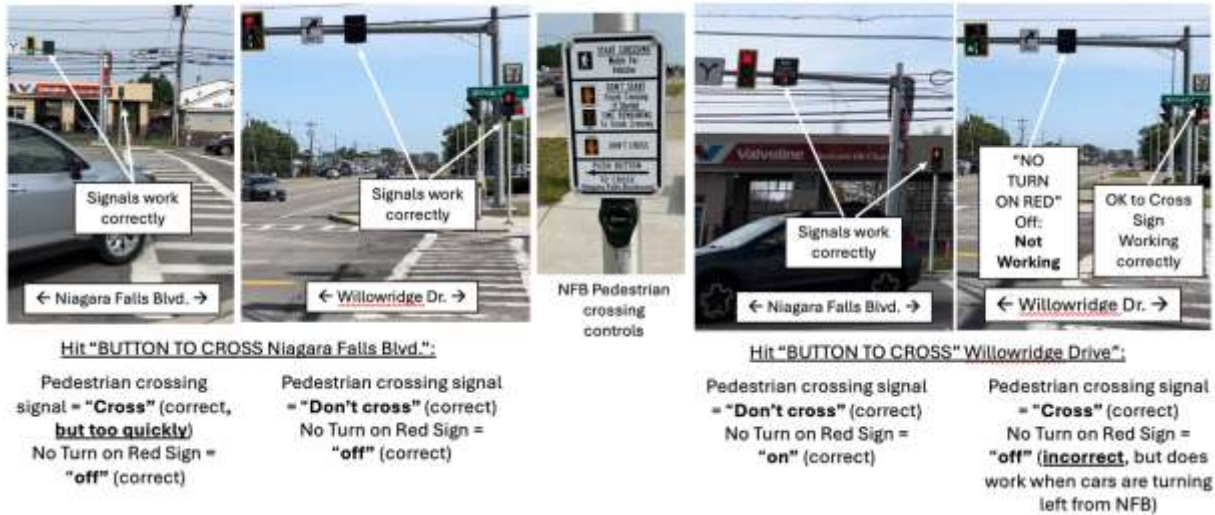 Signals work
correctly
← Niagara Falls Blvd. →
Signals work
correctly
← Willowridge Dr. →
START CROSSING
Watch For
Vehicles
DON'T START
Finish Crossing
If Started
TIME REMAINING
To Finish Crossing
DON'T CROSS
PUSH BUTTON
TO CROSS
Niagara Falls Boulevard
NFB Pedestrian
crossing
controls
Valvoline
Signals work
correctly
← Niagara Falls Blvd. →
"NO
TURN
ON RED"
Off:
Not
Working
OK to Cross
Sign
Working
correctly
← Willowridge Dr. →
Hit "BUTTON TO CROSS Niagara Falls Blvd.":
Pedestrian crossing
signal = "Cross" (correct,
but too quickly)
No Turn on Red Sign =
"off" (correct)
Pedestrian crossing signal
= "Don't cross" (correct)
No Turn on Red Sign =
"off" (correct)
Hit "BUTTON TO CROSS" Willowridge Drive":
Pedestrian crossing signal
= "Don't cross" (correct)
No Turn on Red Sign =
"on" (correct)
Pedestrian crossing signal
= "Cross" (correct)
No Turn on Red Sign =
"off" (incorrect, but does
work when cars are turning
left from NFB)